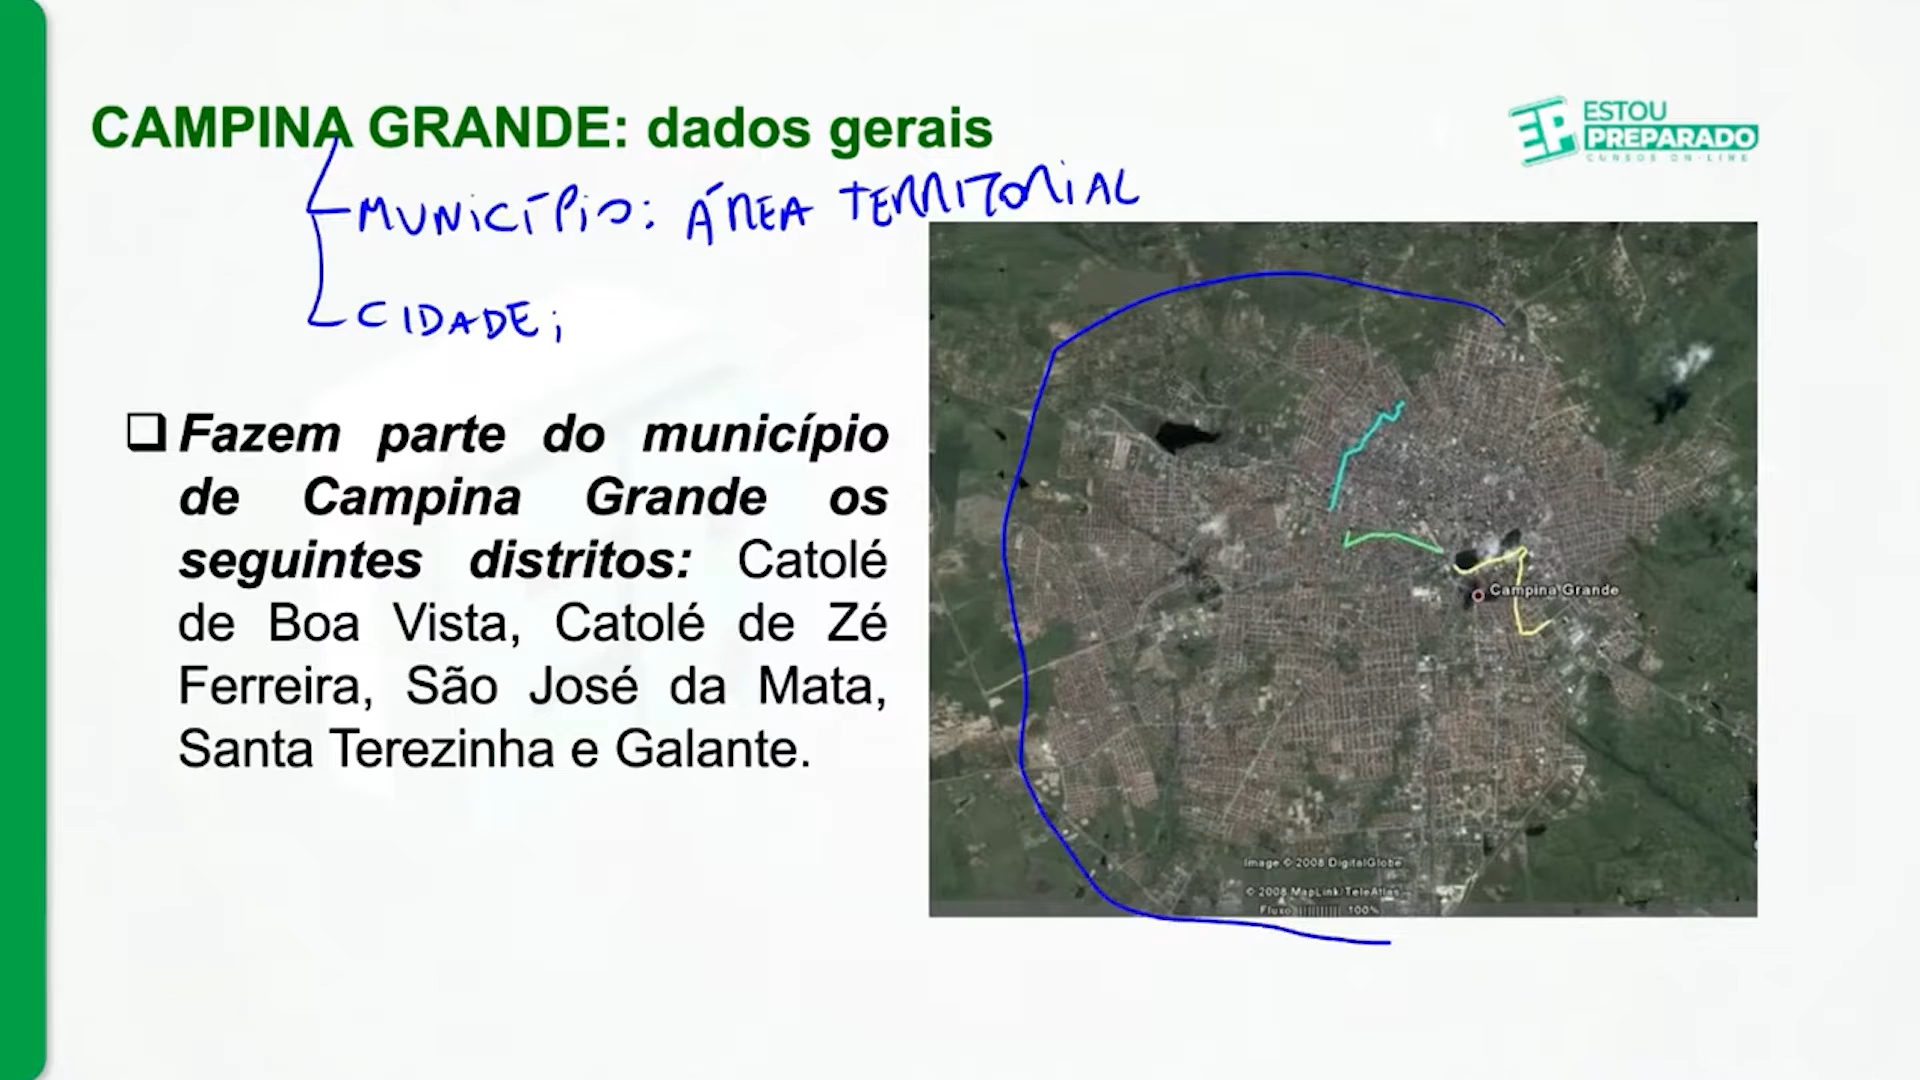 CAMPINA GRANDE: dados gerais
ESTOU
PREPARADO
CURSOS ON-LINE
MUNICÍPIO: ÁREA TERRITORIAL
CIDADE;
Fazem parte do município
de Campina Grande os
seguintes distritos: Catolé
de Boa Vista, Catolé de Zé
Ferreira, São José da Mata,
Santa Terezinha e Galante.
Campina Grande
Image © 2008 DigitalGlobe
© 2008 MapLink/TeleAtlas
Fluxo |||||||||| 100%